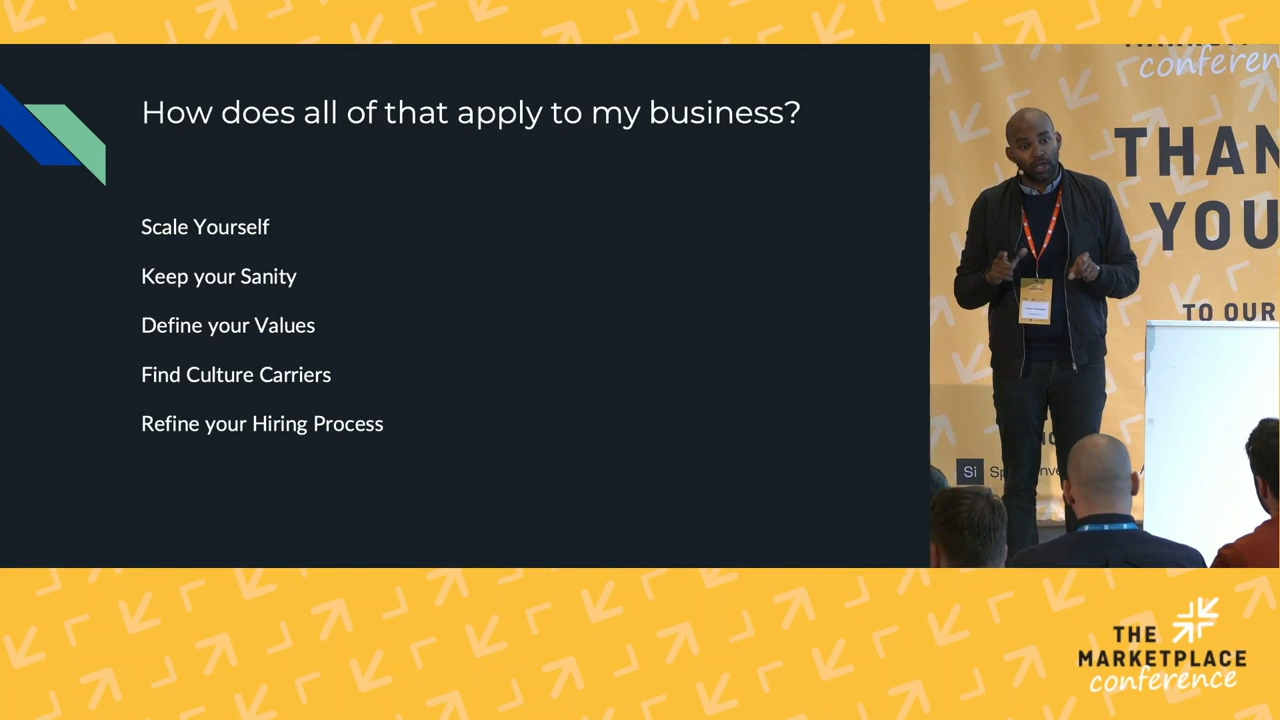 How does all of that apply to my business?
Scale Yourself
Keep your Sanity
Define your Values
Find Culture Carriers
Refine your Hiring Process
conferen
THAN
YOU
TO OUR
Si
THE
MARKETPLACE
conference